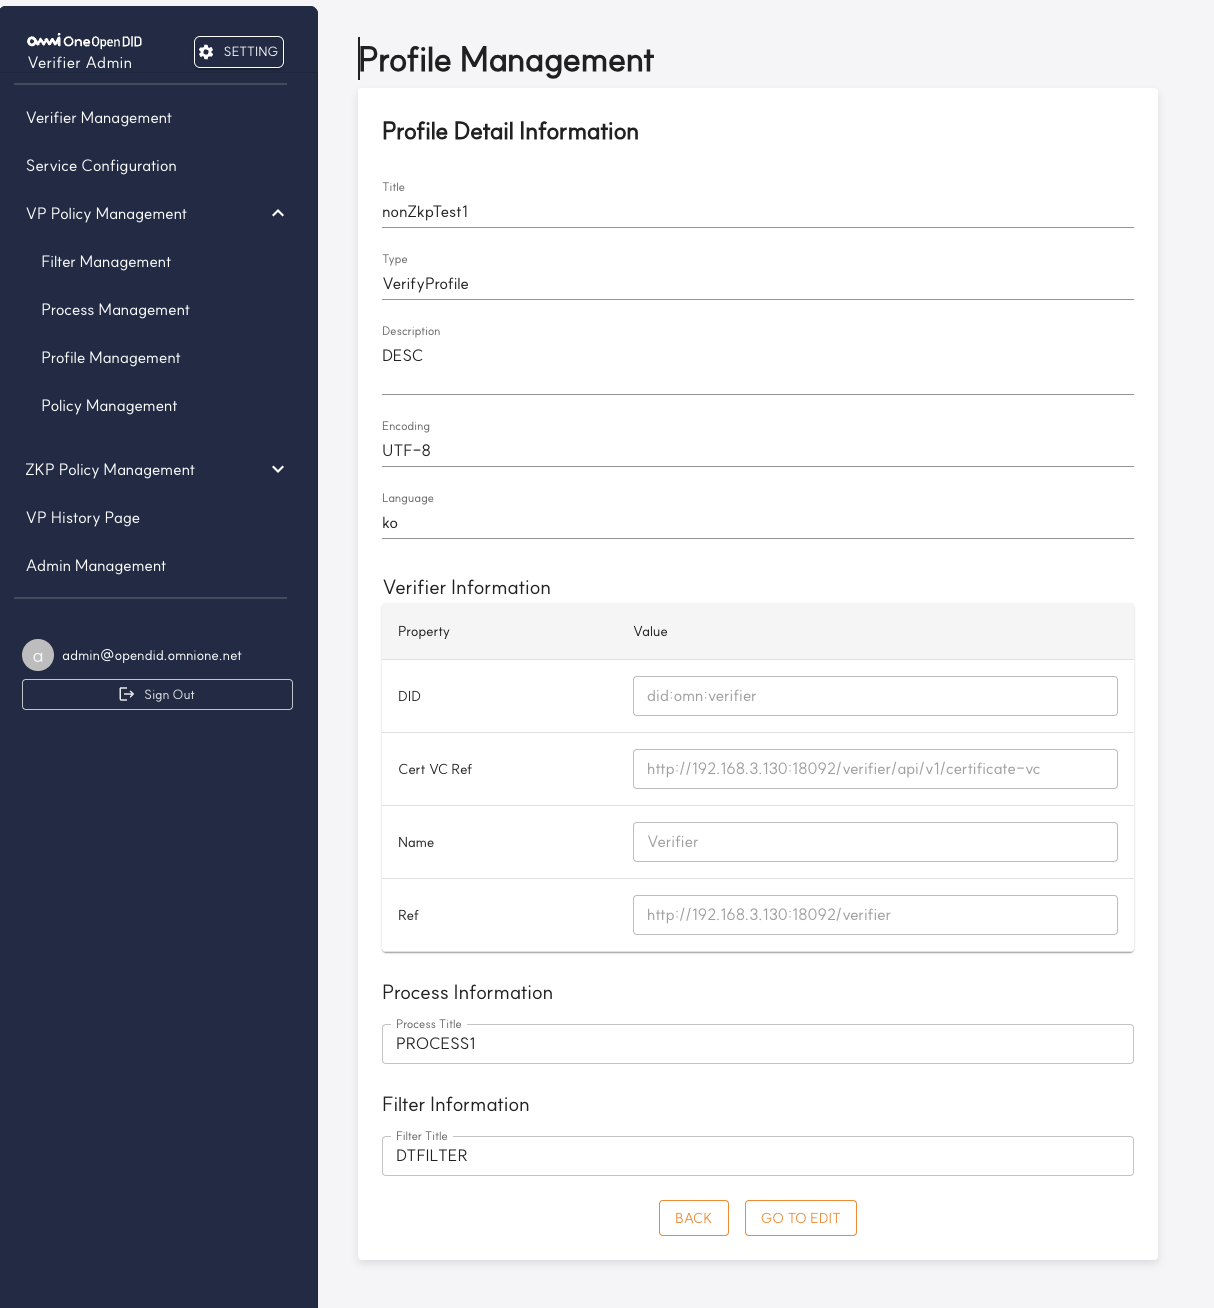 Omni One Open DID
Verifier Admin
SETTING
Verifier Management
Service Configuration
VP Policy Management
Filter Management
Process Management
Profile Management
Policy Management
ZKP Policy Management
VP History Page
Admin Management
a
admin@opendid.omnione.net
Sign Out
Profile Management
Profile Detail Information
Title
nonZkpTest1
Type
VerifyProfile
Description
DESC
Encoding
UTF-8
Language
ko
Verifier Information
Property Value
DID did:omn:verifier
Cert VC Ref http://192.168.3.130:18092/verifier/api/v1/certificate-vc
Name Verifier
Ref http://192.168.3.130:18092/verifier
Process Information
Process Title
PROCESS1
Filter Information
Filter Title
DTFILTER
BACK GO TO EDIT